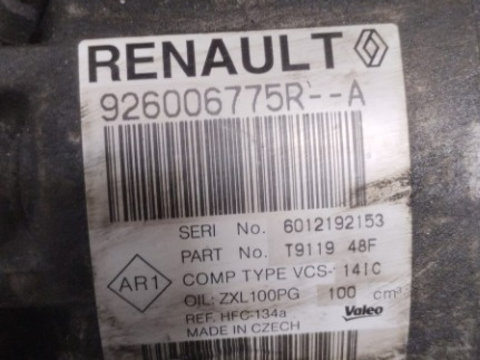 RENAULT
926006775R--A
SERI No. 6012192153
PART No. T9119 48F
AR1
COMP TYPE VCS-14IC
OIL: ZXL100PG 100 cm³
REF. HFC-134a
MADE IN CZECH
Valeo